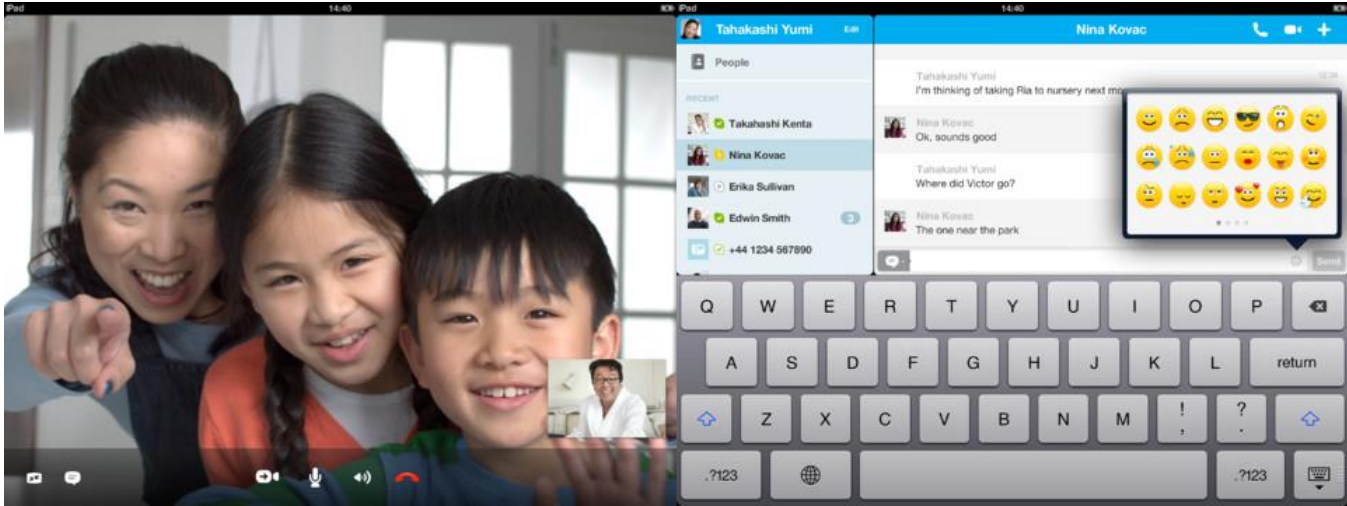 iPad
14:40
iPad
14:40
Tahakashi Yumi
Edit
Nina Kovac
People
RECENT
Takahashi Kenta
Nina Kovac
Erika Sullivan
Edwin Smith
3
+44 1234 567890
Tahakashi Yumi
I'm thinking of taking Ria to nursery next mo
Nina Kovac
Ok, sounds good
Tahakashi Yumi
Where did Victor go?
Nina Kovac
The one near the park
Send
Q W E R T Y U I O P
A S D F G H J K L return
Z X C V B N M ! , ? .
.?123 .?123